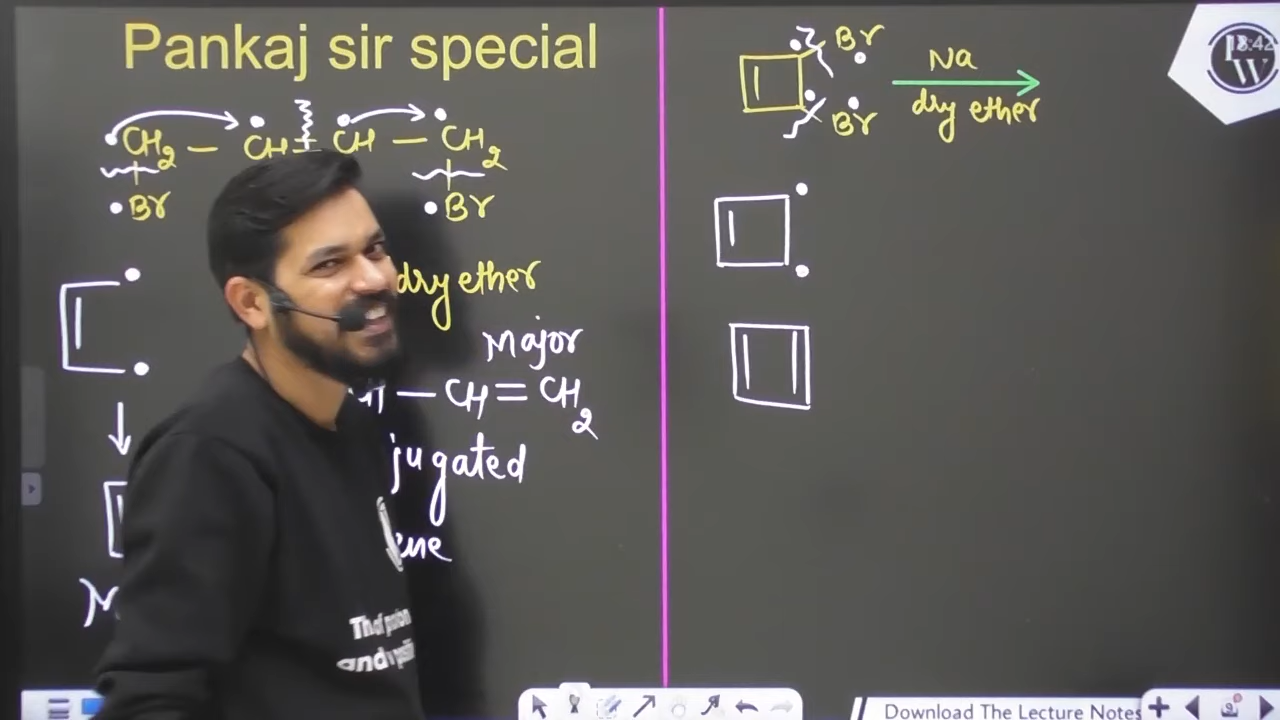 Pankaj sir special
CH₂ — CH CH — CH₂
•Br •Br
dry ether
Major
— CH = CH₂
jugated
Br
Br
Na
dry ether
PW
Download The Lecture Notes